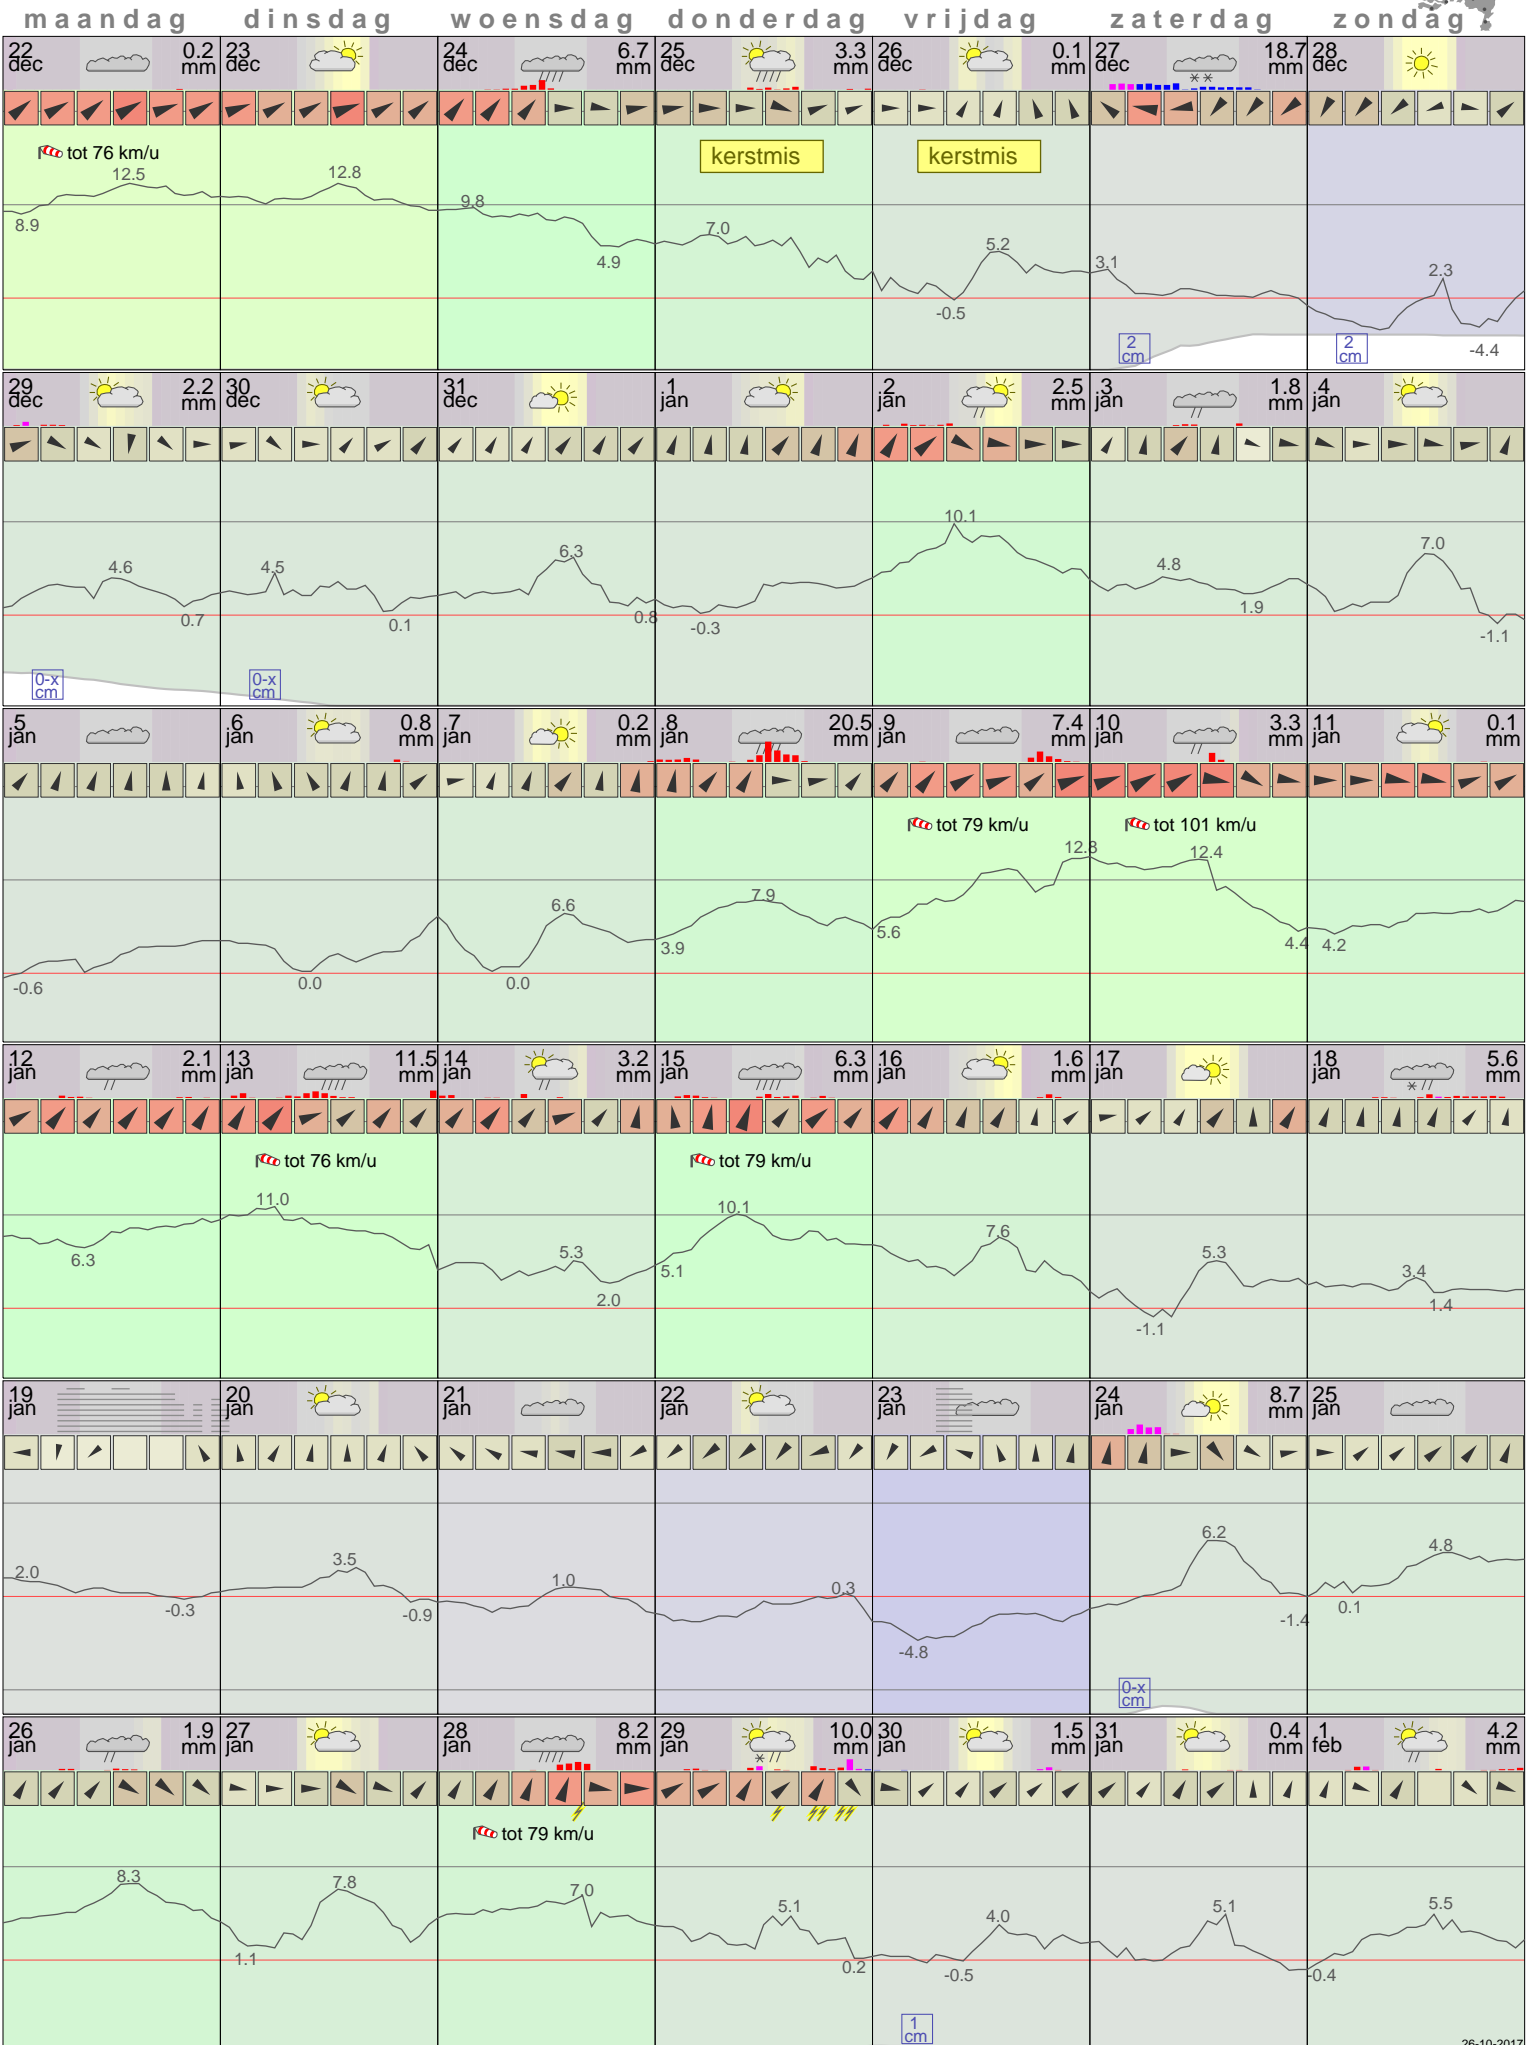 maandag dinsdag woensdag donderdag vrijdag zaterdag zondag
22 dec 0.2 mm 23 dec 24 dec 6.7 mm 25 dec 3.3 mm 26 dec 0.1 mm 27 dec 18.7 mm 28 dec
tot 76 km/u kerstmis kerstmis
12.5 12.8
8.9 9.8 7.0 5.2 3.1 2.3
4.9 -0.5
2 cm 2 cm -4.4
29 dec 2.2 mm 30 dec 31 dec 1 jan 2 jan 2.5 mm 3 jan 1.8 mm 4 jan
10.1
4.6 4.5 6.3 4.8 7.0
0.7 0.1 0.8 -0.3 1.9 -1.1
0-x cm 0-x cm
5 jan 6 jan 0.8 mm 7 jan 0.2 mm 8 jan 20.5 mm 9 jan 7.4 mm 10 jan 3.3 mm 11 jan 0.1 mm
tot 79 km/u tot 101 km/u
12.8 12.4
6.6 7.9
3.9 5.6 4.4 4.2
-0.6 0.0 0.0
12 jan 2.1 mm 13 jan 11.5 mm 14 jan 3.2 mm 15 jan 6.3 mm 16 jan 1.6 mm 17 jan 18 jan 5.6 mm
tot 76 km/u tot 79 km/u
11.0 10.1
6.3 5.3 5.1 7.6 5.3 3.4
2.0 -1.1 1.4
19 jan 20 jan 21 jan 22 jan 23 jan 24 jan 8.7 mm 25 jan
6.2
2.0 3.5 1.0 0.3 4.8
-0.3 -0.9 -4.8 -1.4 0.1
0-x cm
26 jan 1.9 mm 27 jan 28 jan 8.2 mm 29 jan 10.0 mm 30 jan 1.5 mm 31 jan 0.4 mm 1 feb 4.2 mm
tot 79 km/u
8.3 7.8 7.0 5.1 4.0 5.1 5.5
1.1 0.2 -0.5 -0.4
1 cm
26-10-2017